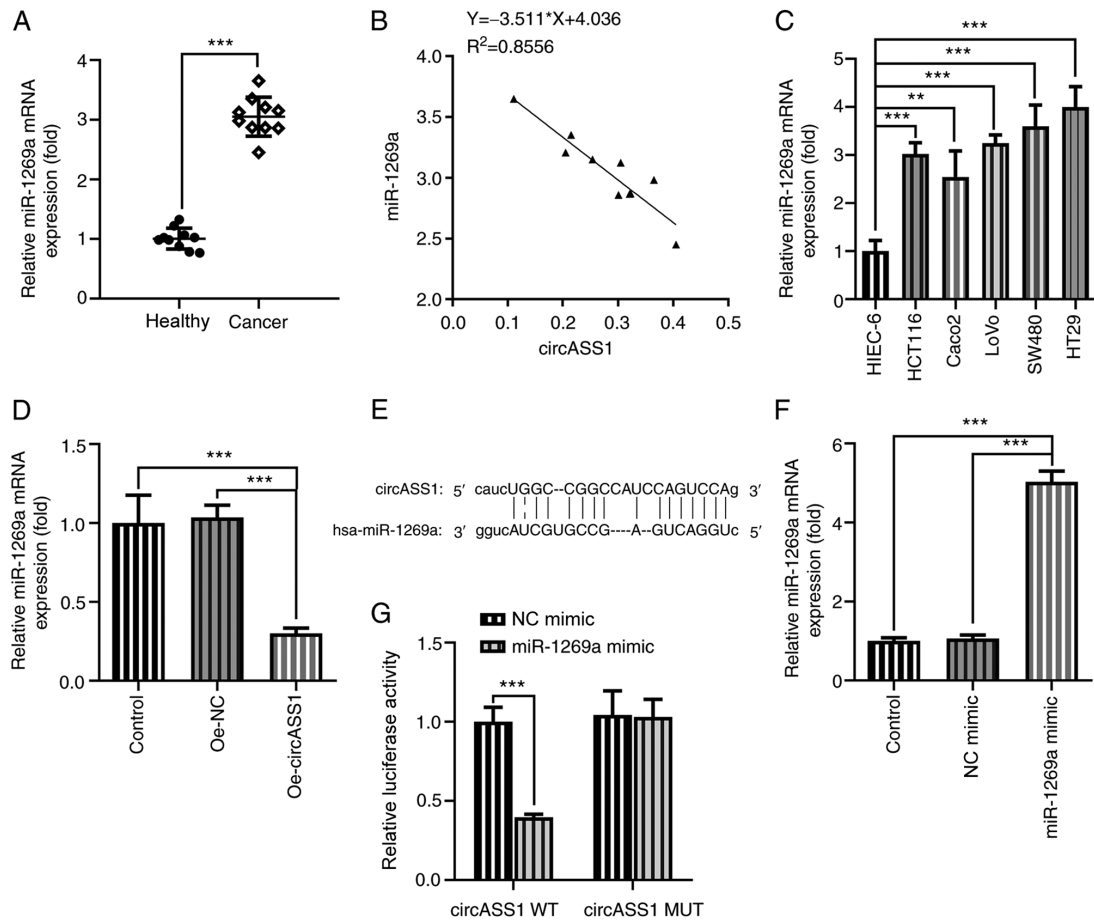 A
Relative miR-1269a mRNA
expression (fold)
4
3
2
1
0
***
Healthy
Cancer
B
Y=−3.511*X+4.036
R²=0.8556
miR-1269a
4.0
3.5
3.0
2.5
2.0
0.0
0.1
0.2
0.3
0.4
0.5
circASS1
C
Relative miR-1269a mRNA
expression (fold)
5
4
3
2
1
0
***
***
***
**
***
HIEC-6
HCT116
Caco2
LoVo
SW480
HT29
D
Relative miR-1269a mRNA
expression (fold)
1.5
1.0
0.5
0.0
***
***
Control
Oe-NC
Oe-circASS1
E
circASS1: 5′ caucUGGC--CGGCCAUCCAGUCCAg 3′
hsa-miR-1269a: 3′ ggucAUCGUGCCG----A--GUCAGGUc 5′
F
Relative miR-1269a mRNA
expression (fold)
6
4
2
0
***
***
Control
NC mimic
miR-1269a mimic
G
NC mimic
miR-1269a mimic
Relative luciferase activity
1.5
1.0
0.5
0.0
***
circASS1 WT
circASS1 MUT